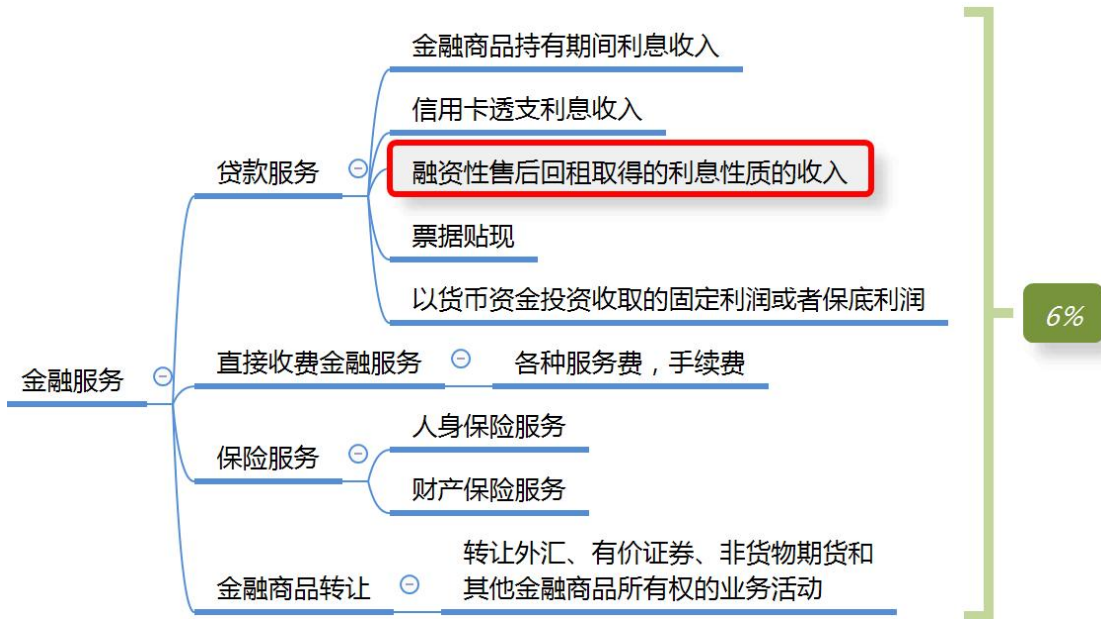 金融服务
贷款服务
金融商品持有期间利息收入
信用卡透支利息收入
融资性售后回租取得的利息性质的收入
票据贴现
以货币资金投资收取的固定利润或者保底利润
直接收费金融服务
各种服务费，手续费
保险服务
人身保险服务
财产保险服务
金融商品转让
转让外汇、有价证券、非货物期货和
其他金融商品所有权的业务活动
6%